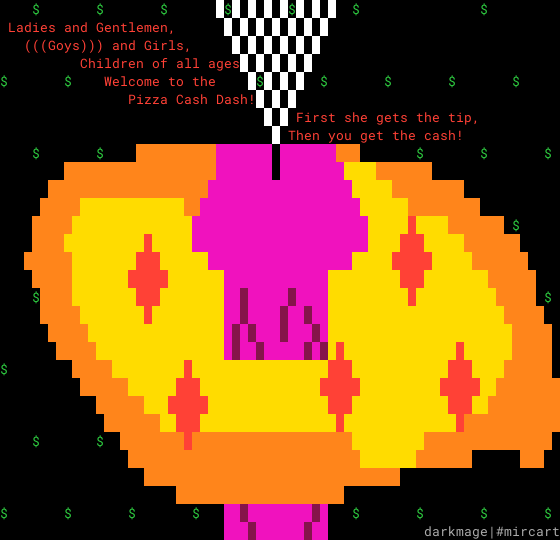 $ $ $ $ $ $ $
Ladies and Gentlemen,
(((Goys))) and Girls,
Children of all ages
$ $ $ $ $ $ $
Welcome to the
Pizza Cash Dash!
First she gets the tip,
Then you get the cash!
$ $ $ $ $
$
$ $
$
$ $
$ $ $ $ $ $ $ $
darkmage|#mircart